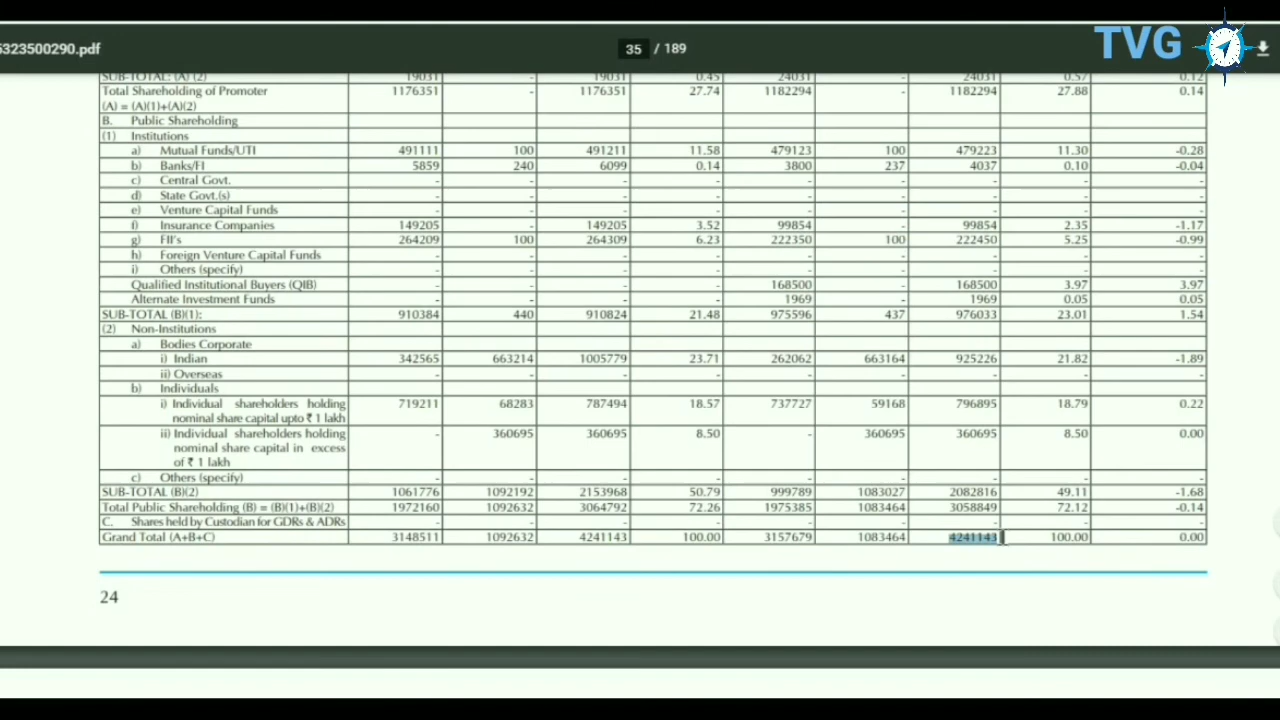 5323500290.pdf
35 / 189
TVG
SUB-TOTAL: (A) (2) 19031 - 19031 0.45 24031 - 24031 0.57 0.12
Total Shareholding of Promoter 1176351 - 1176351 27.74 1182294 - 1182294 27.88 0.14
(A) = (A)(1)+(A)(2)
B. Public Shareholding
(1) Institutions
a) Mutual Funds/UTI 491111 100 491211 11.58 479123 100 479223 11.30 -0.28
b) Banks/FI 5859 240 6099 0.14 3800 237 4037 0.10 -0.04
c) Central Govt. - - - - - - - - -
d) State Govt.(s) - - - - - - - - -
e) Venture Capital Funds - - - - - - - - -
f) Insurance Companies 149205 - 149205 3.52 99854 - 99854 2.35 -1.17
g) FII's 264209 100 264309 6.23 222350 100 222450 5.25 -0.99
h) Foreign Venture Capital Funds - - - - - - - - -
i) Others (specify) - - - - - - - - -
Qualified Institutional Buyers (QIB) - - - - 168500 - 168500 3.97 3.97
Alternate Investment Funds - - - - 1969 - 1969 0.05 0.05
SUB-TOTAL (B)(1): 910384 440 910824 21.48 975596 437 976033 23.01 1.54
(2) Non-Institutions
a) Bodies Corporate
i) Indian 342565 663214 1005779 23.71 262062 663164 925226 21.82 -1.89
ii) Overseas - - - - - - - - -
b) Individuals
i) Individual shareholders holding 719211 68283 787494 18.57 737727 59168 796895 18.79 0.22
nominal share capital upto ₹ 1 lakh
ii) Individual shareholders holding - 360695 360695 8.50 - 360695 360695 8.50 0.00
nominal share capital in excess
of ₹ 1 lakh
c) Others (specify) - - - - - - - - -
SUB-TOTAL (B)(2) 1061776 1092192 2153968 50.79 999789 1083027 2082816 49.11 -1.68
Total Public Shareholding (B) = (B)(1)+(B)(2) 1972160 1092632 3064792 72.26 1975385 1083464 3058849 72.12 -0.14
C. Shares held by Custodian for GDRs & ADRs - - - - - - - - -
Grand Total (A+B+C) 3148511 1092632 4241143 100.00 3157679 1083464 4241143 100.00 0.00
24